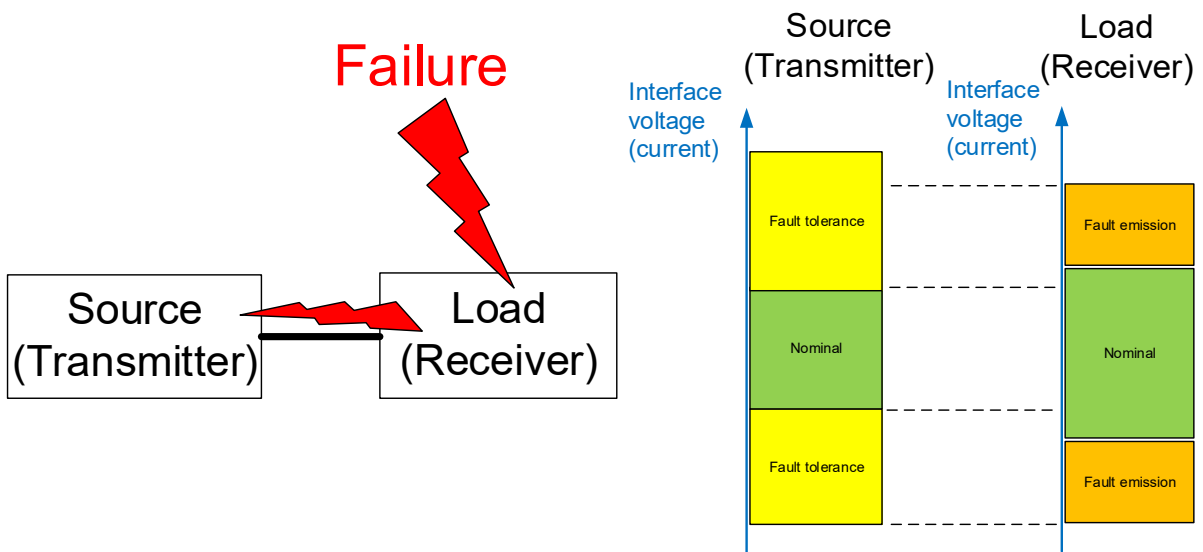 Failure
Source
(Transmitter)
Load
(Receiver)
Source
(Transmitter)
Load
(Receiver)
Interface
voltage
(current)
Interface
voltage
(current)
Fault tolerance
Nominal
Fault tolerance
Fault emission
Nominal
Fault emission